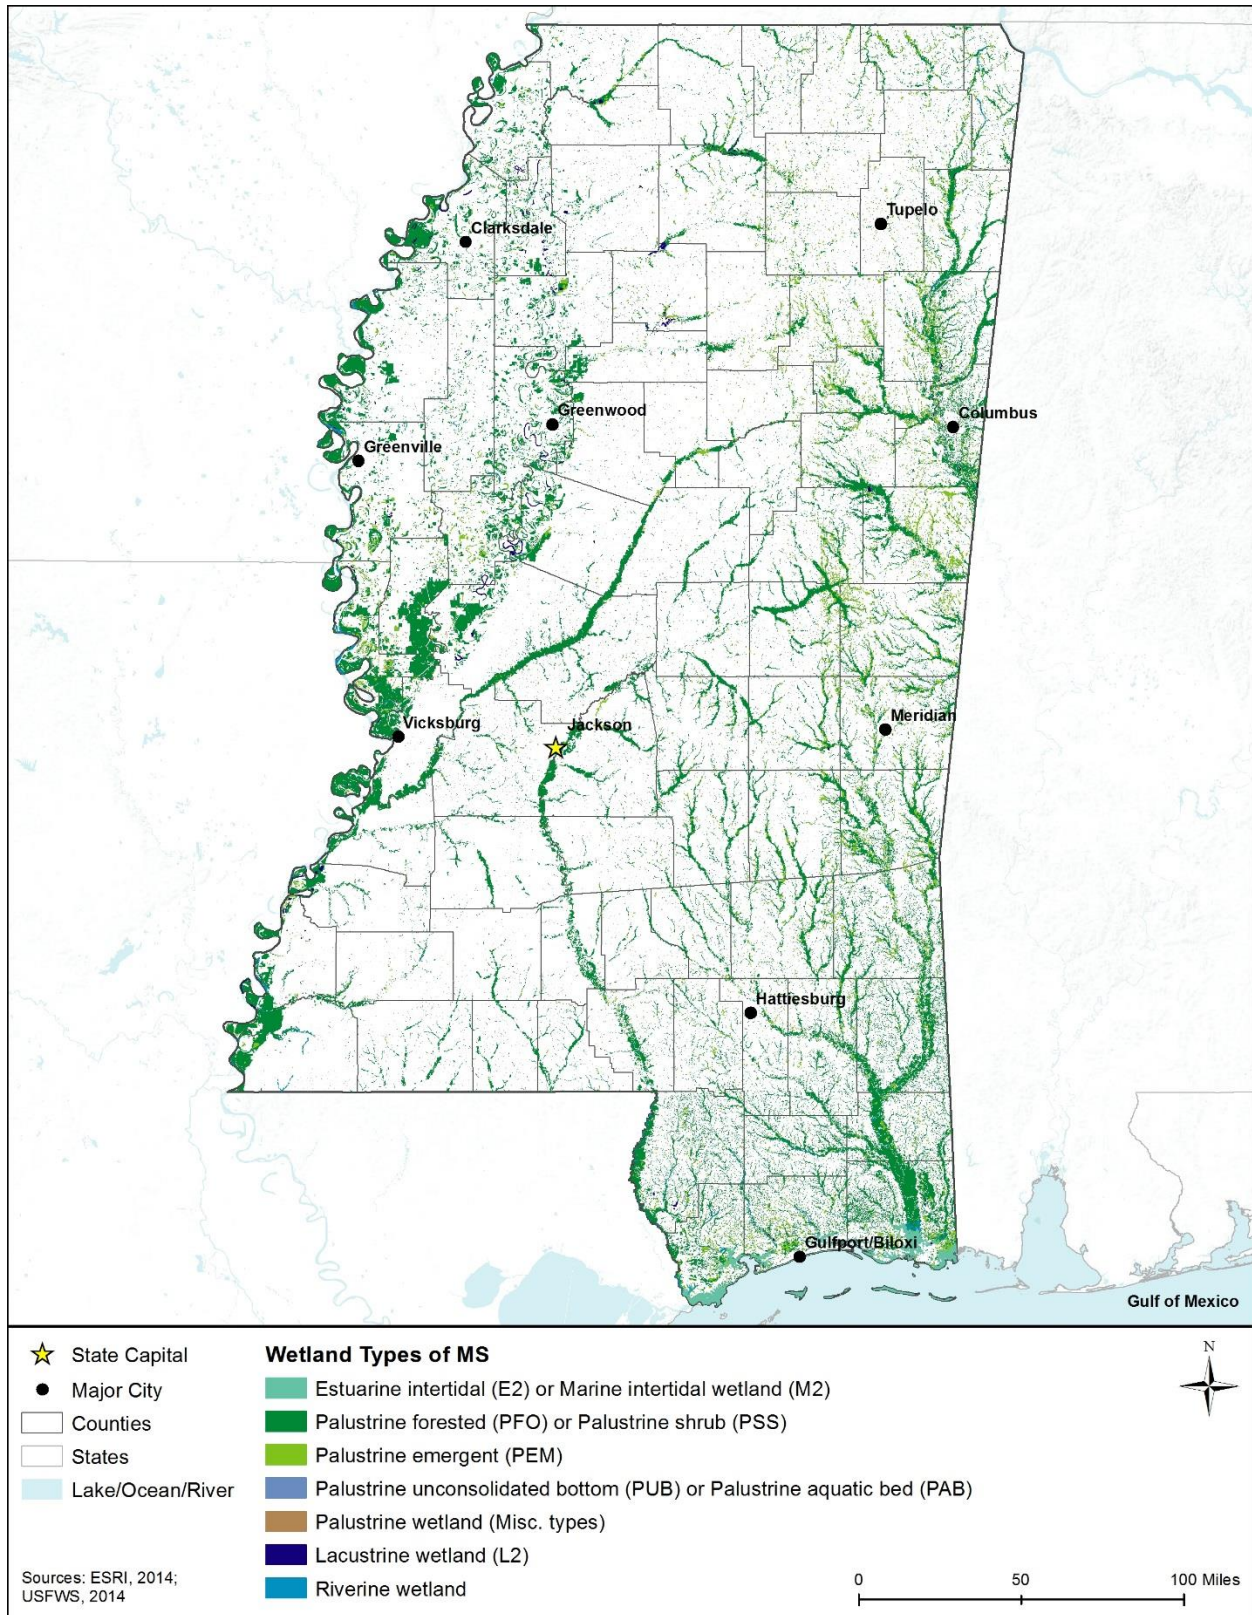 Tupelo
Clarksdale
Greenwood
Columbus
Greenville
Vicksburg
Jackson
Meridian
Hattiesburg
Gulfport/Biloxi
Gulf of Mexico
State Capital
Major City
Counties
States
Lake/Ocean/River
Sources: ESRI, 2014;
USFWS, 2014
Wetland Types of MS
Estuarine intertidal (E2) or Marine intertidal wetland (M2)
Palustrine forested (PFO) or Palustrine shrub (PSS)
Palustrine emergent (PEM)
Palustrine unconsolidated bottom (PUB) or Palustrine aquatic bed (PAB)
Palustrine wetland (Misc. types)
Lacustrine wetland (L2)
Riverine wetland
N
0 50 100 Miles